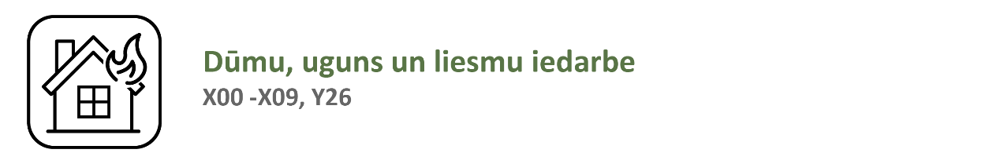 Dūmu, uguns un liesmu iedarbe
X00 -X09, Y26